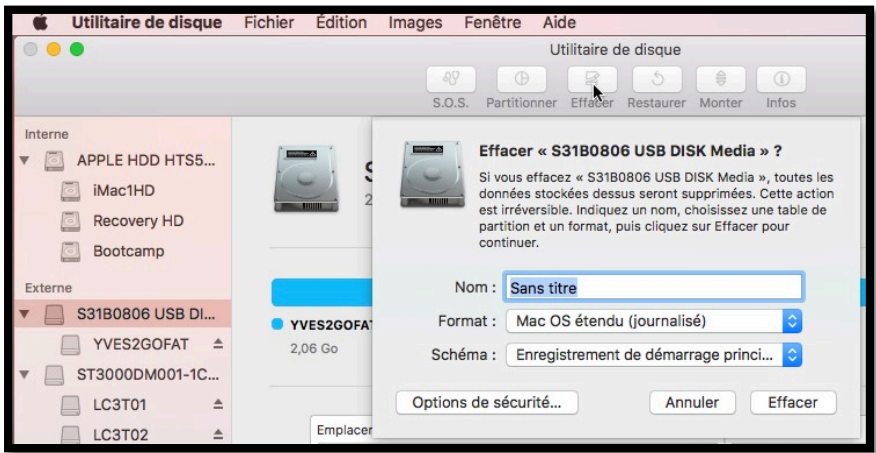 Utilitaire de disque Fichier Édition Images Fenêtre Aide
Utilitaire de disque
S.O.S. Partitionner Effacer Restaurer Monter Infos
Interne
APPLE HDD HTS5...
iMac1HD
Recovery HD
Bootcamp
Externe
S31B0806 USB DI...
YVES2GOFAT
ST3000DM001-1C...
LC3T01
LC3T02
YVES2GOFAT
2,06 Go
Emplacer
Effacer « S31B0806 USB DISK Media » ?
Si vous effacez « S31B0806 USB DISK Media », toutes les
données stockées dessus seront supprimées. Cette action
est irréversible. Indiquez un nom, choisissez une table de
partition et un format, puis cliquez sur Effacer pour
continuer.
Nom : Sans titre
Format : Mac OS étendu (journalisé)
Schéma : Enregistrement de démarrage princi...
Options de sécurité... Annuler Effacer